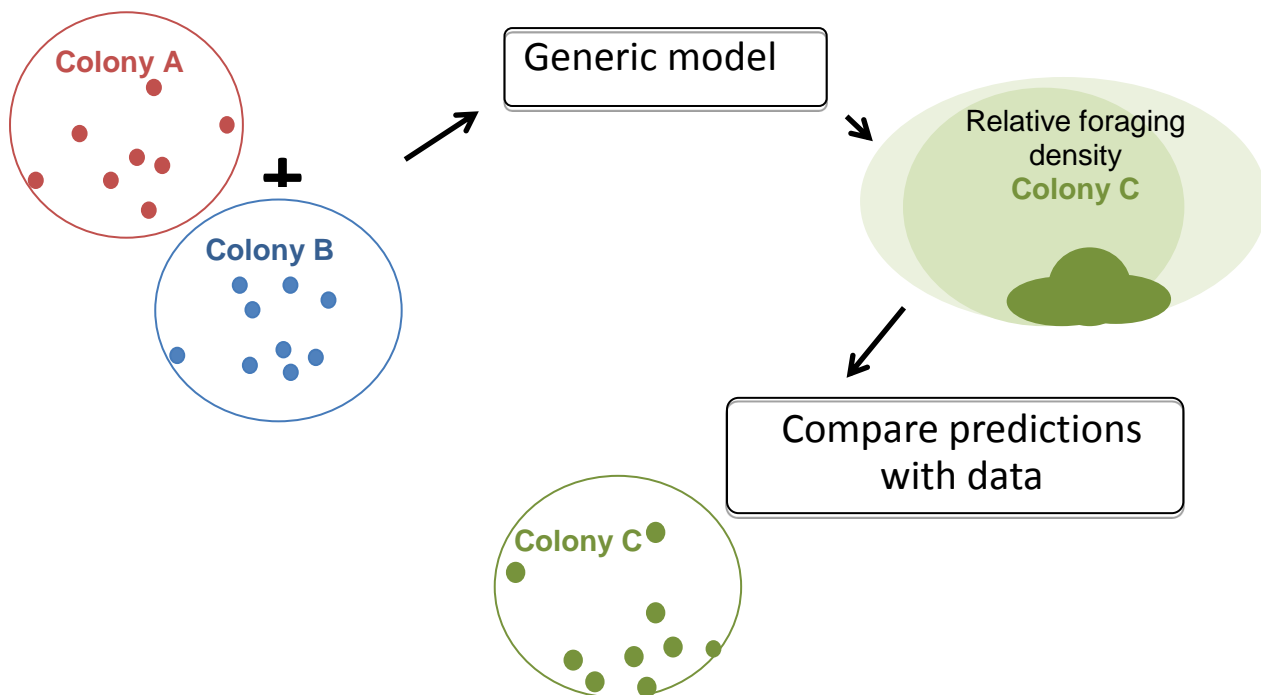 Colony A
+
Colony B
Generic model
Relative foraging
density
Colony C
Compare predictions
with data
Colony C